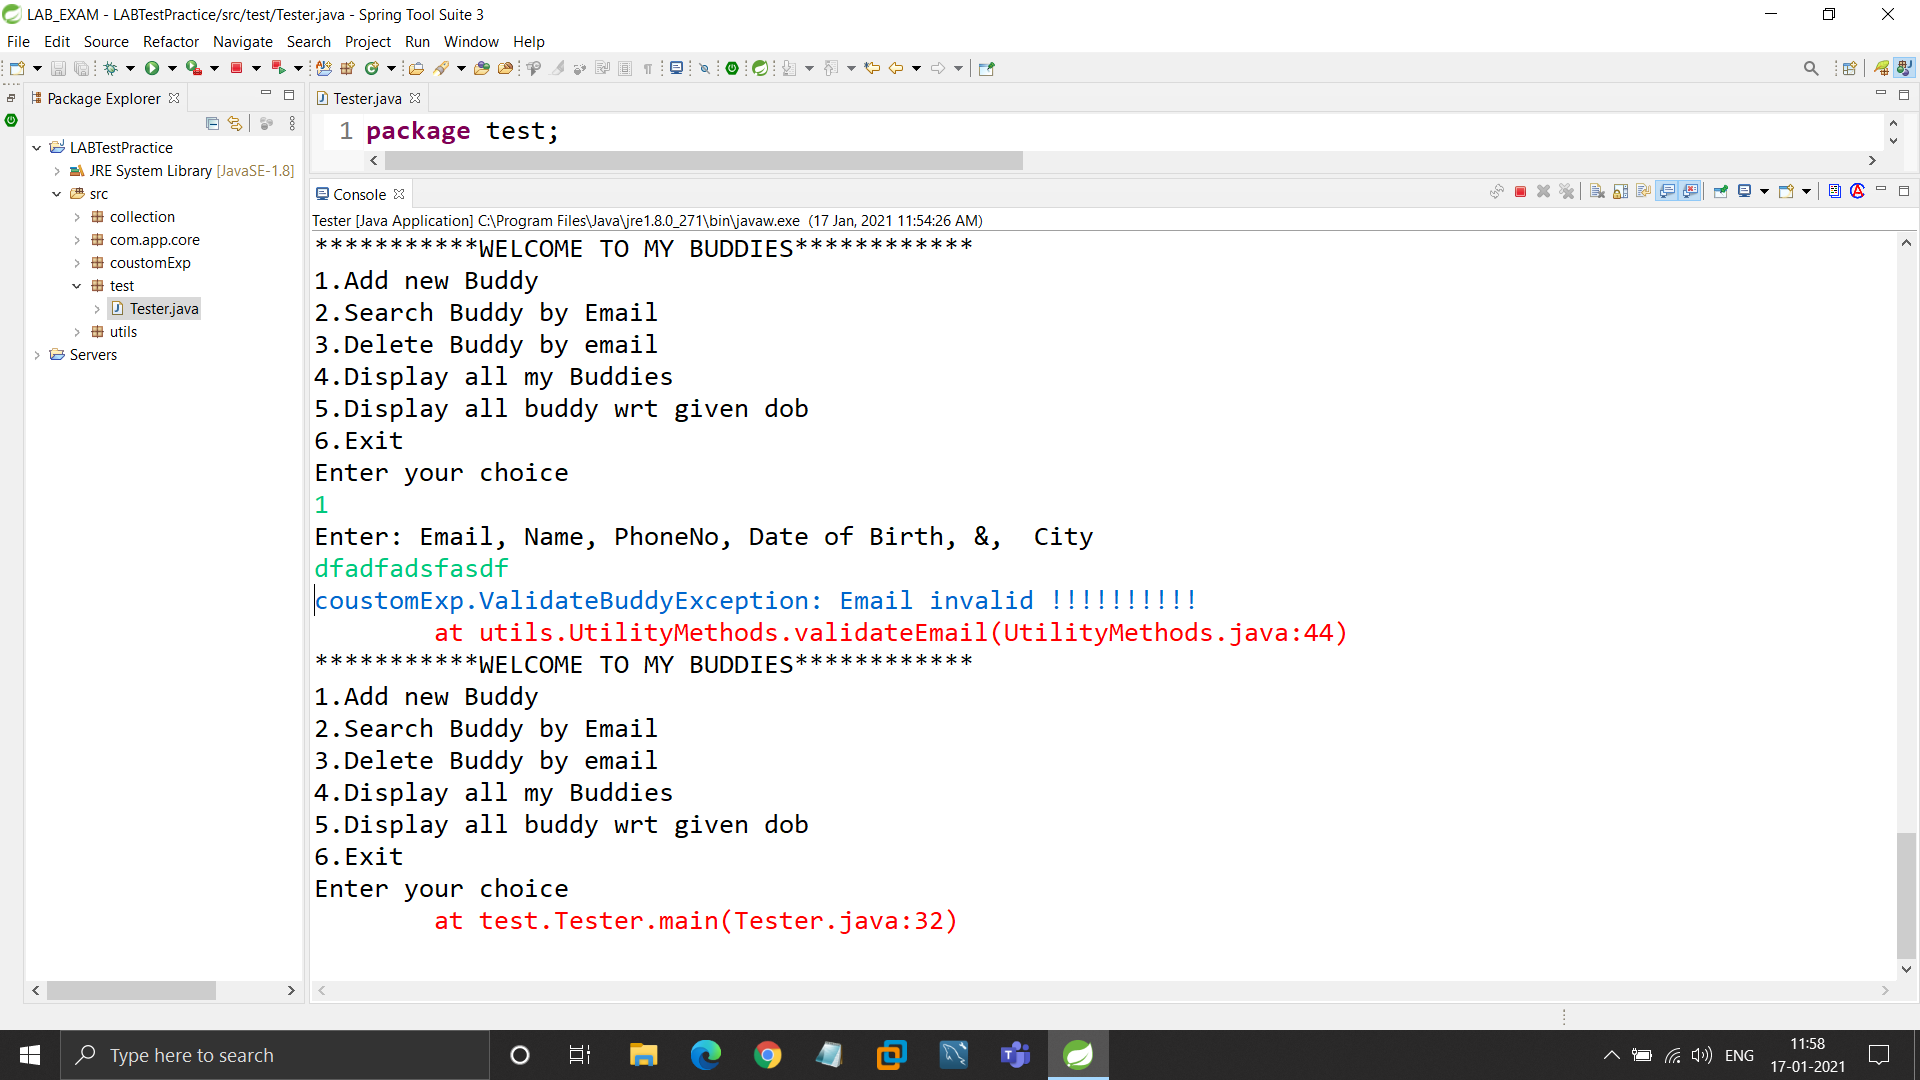 LAB_EXAM - LABTestPractice/src/test/Tester.java - Spring Tool Suite 3
File Edit Source Refactor Navigate Search Project Run Window Help
Package Explorer
LABTestPractice
JRE System Library [JavaSE-1.8]
src
collection
com.app.core
coustomExp
test
Tester.java
utils
Servers
Tester.java
1 package test;
Console
Tester [Java Application] C:\Program Files\Java\jre1.8.0_271\bin\javaw.exe (17 Jan, 2021 11:54:26 AM)
***********WELCOME TO MY BUDDIES************
1.Add new Buddy
2.Search Buddy by Email
3.Delete Buddy by email
4.Display all my Buddies
5.Display all buddy wrt given dob
6.Exit
Enter your choice
1
Enter: Email, Name, PhoneNo, Date of Birth, &,  City
dfadfadsfasdf
coustomExp.ValidateBuddyException: Email invalid !!!!!!!!!!
at utils.UtilityMethods.validateEmail(UtilityMethods.java:44)
***********WELCOME TO MY BUDDIES************
1.Add new Buddy
2.Search Buddy by Email
3.Delete Buddy by email
4.Display all my Buddies
5.Display all buddy wrt given dob
6.Exit
Enter your choice
at test.Tester.main(Tester.java:32)
Type here to search
ENG
11:58
17-01-2021